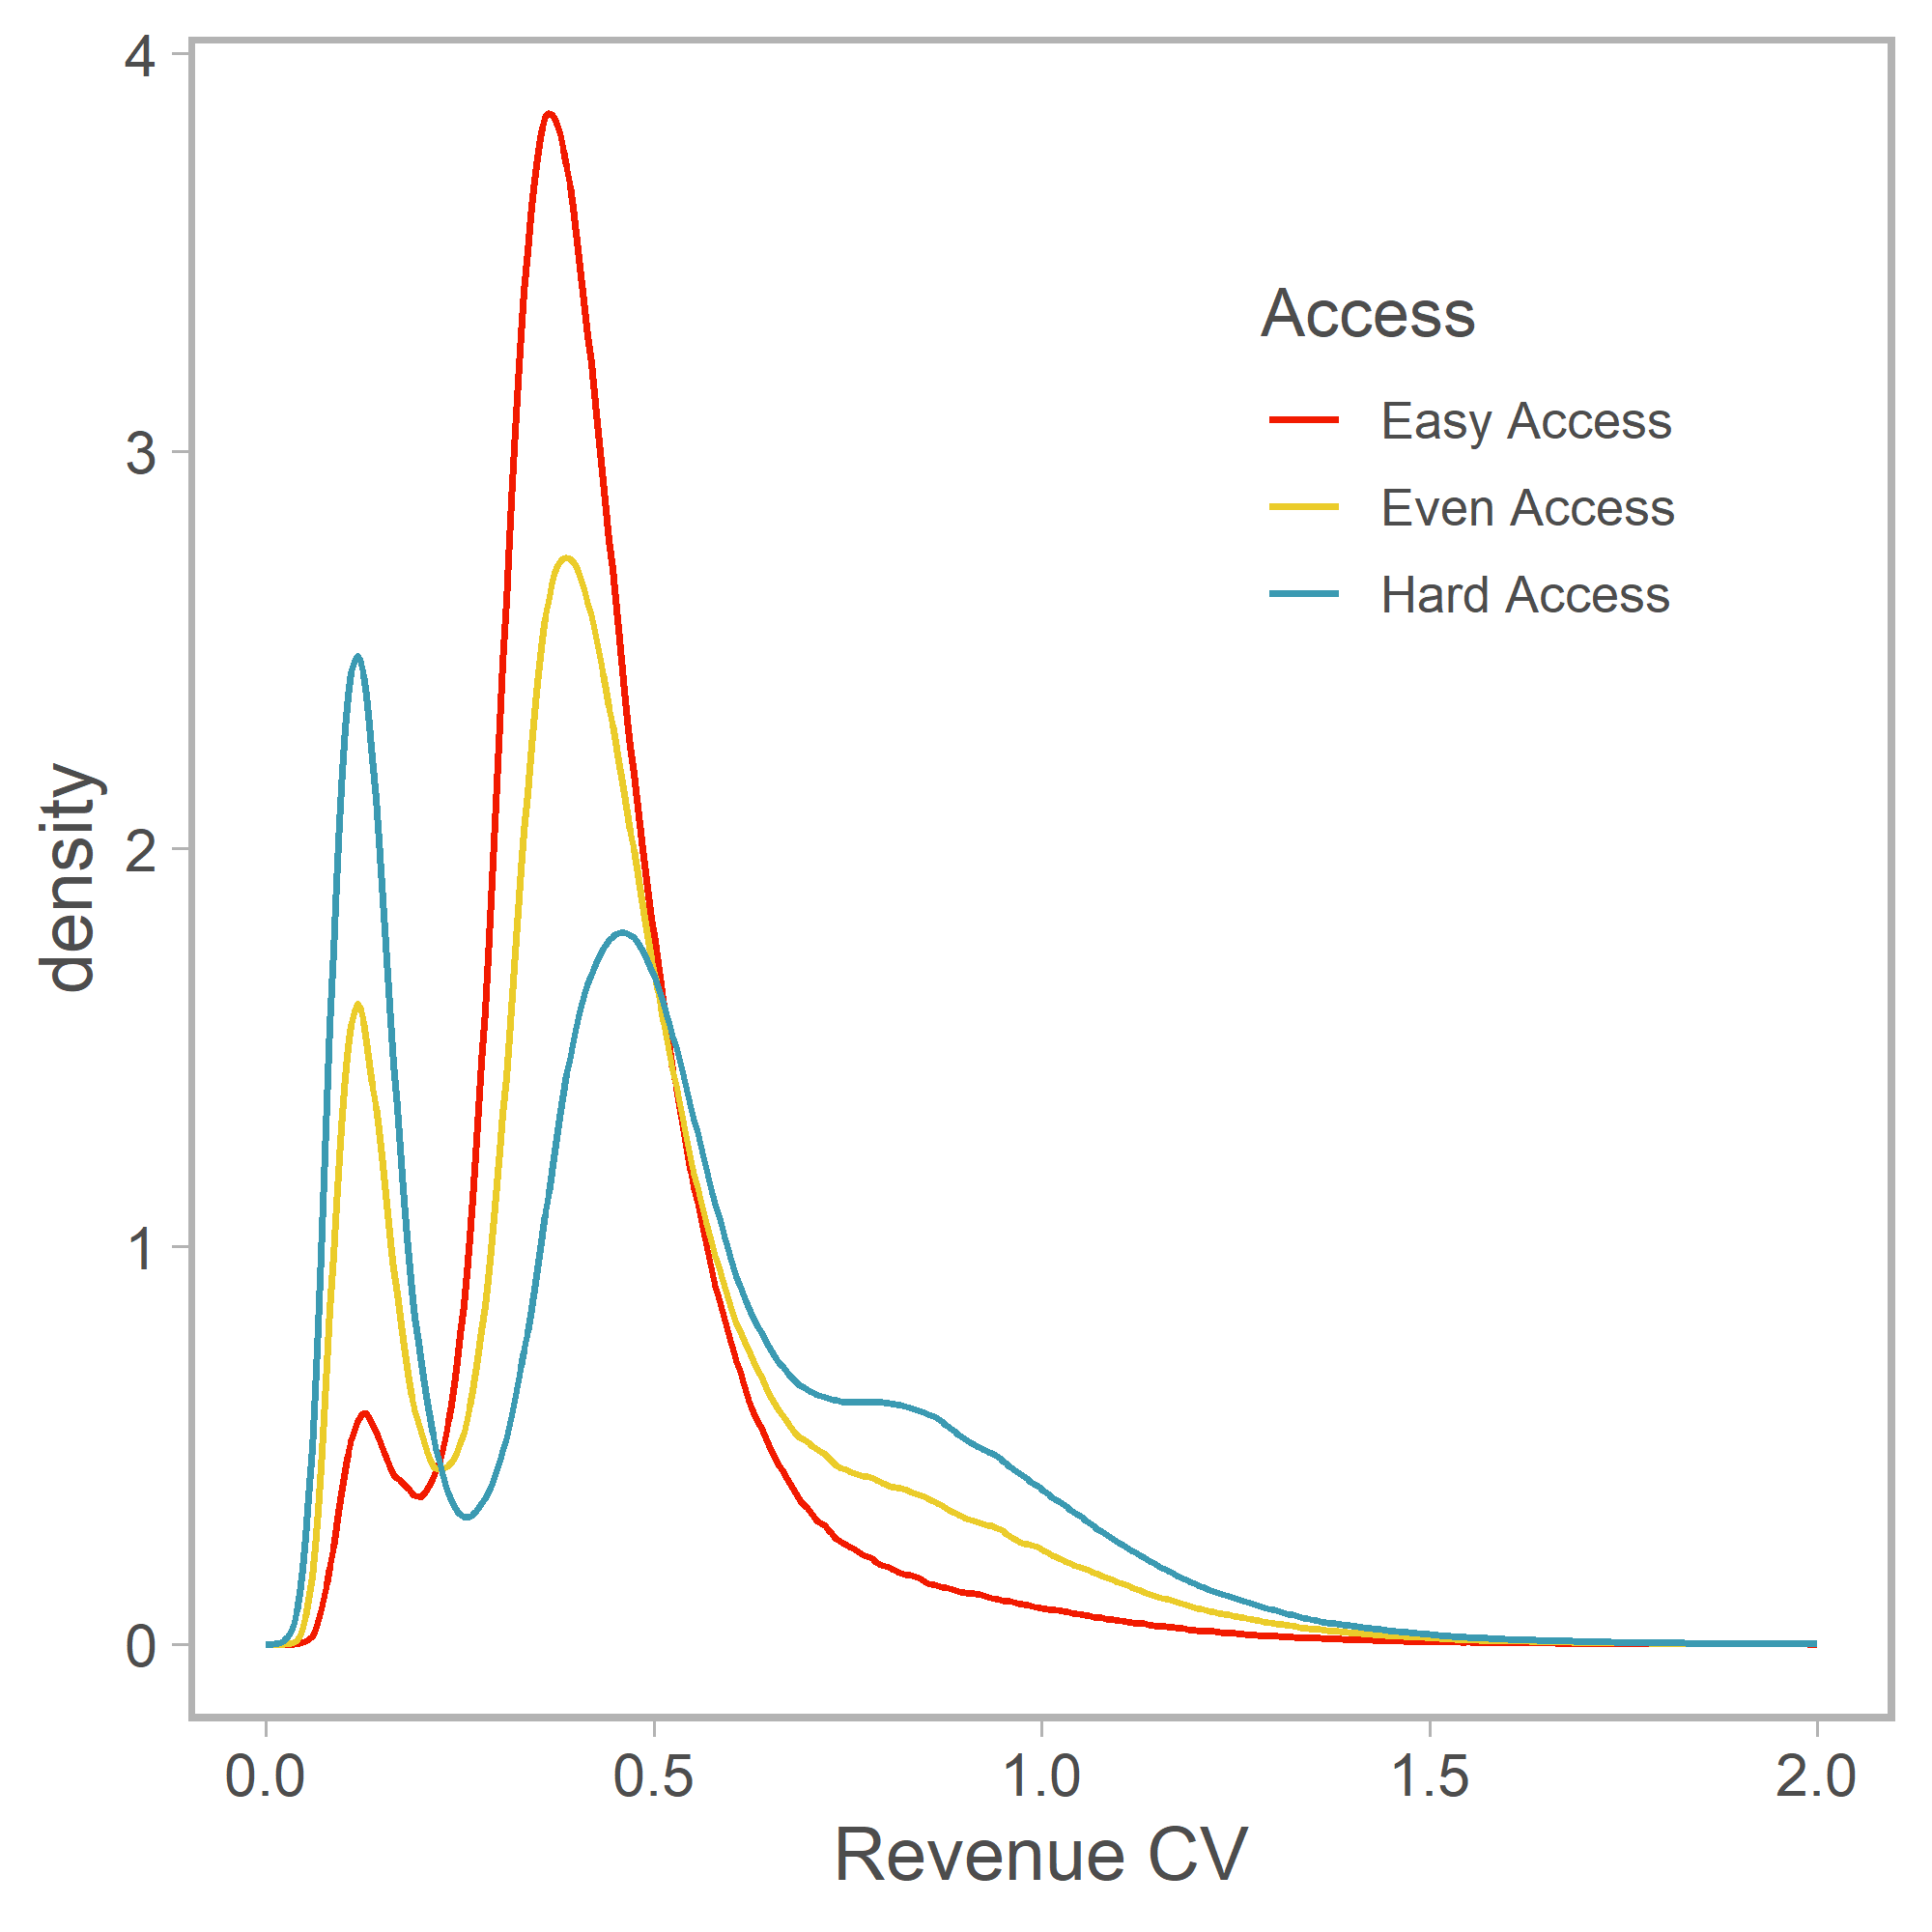 4
3
2
1
0
density
Access
Easy Access
Even Access
Hard Access
0.0 0.5 1.0 1.5 2.0
Revenue CV